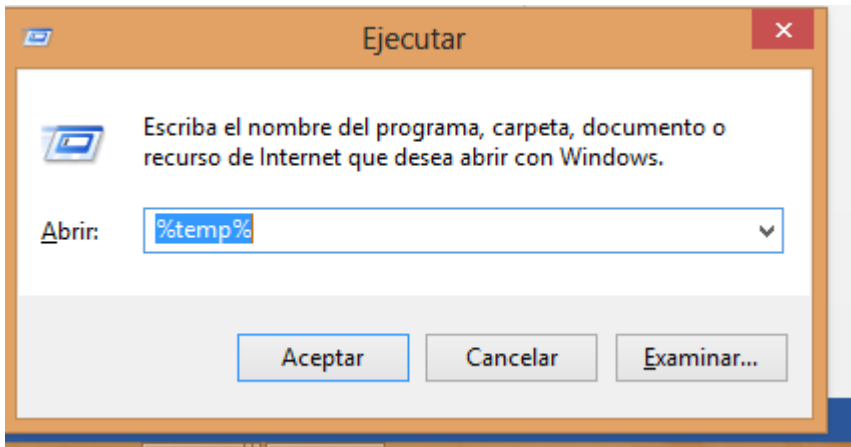 Ejecutar
Escriba el nombre del programa, carpeta, documento o
recurso de Internet que desea abrir con Windows.
Abrir: %temp%
Aceptar Cancelar Examinar...